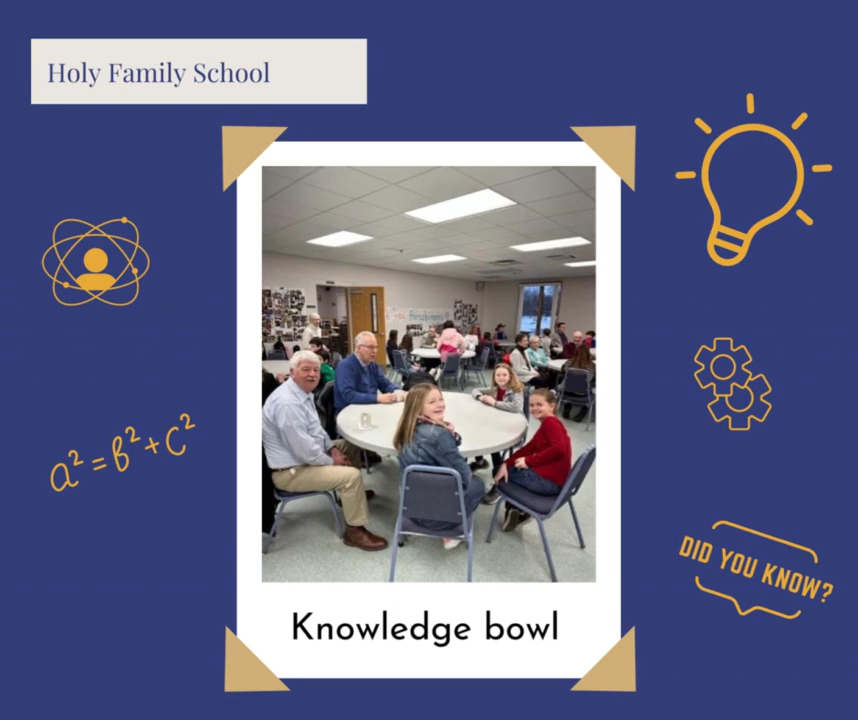 Holy Family School
a² = b² + c²
DID YOU KNOW?
Knowledge bowl